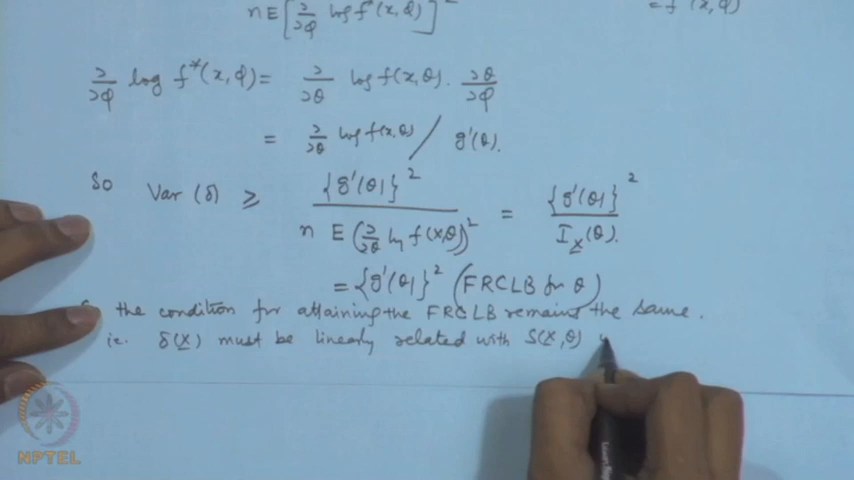 n E [ ∂/∂φ log f*(x, φ) ]²
= f (x, φ)
∂/∂φ log f*(x, φ) = ∂/∂θ log f(x, θ) . ∂θ/∂φ
= ∂/∂θ log f(x, θ) / g'(θ).
So Var (δ) ≥ {g'(θ)}² / n E (∂/∂θ log f(x, θ))² = {g'(θ)}² / I_X(θ).
= {g'(θ)}² (FRCLB for θ)
the condition for attaining the FRCLB remains the same.
i.e. δ(X) must be linearly related with S(X, θ)
NPTEL